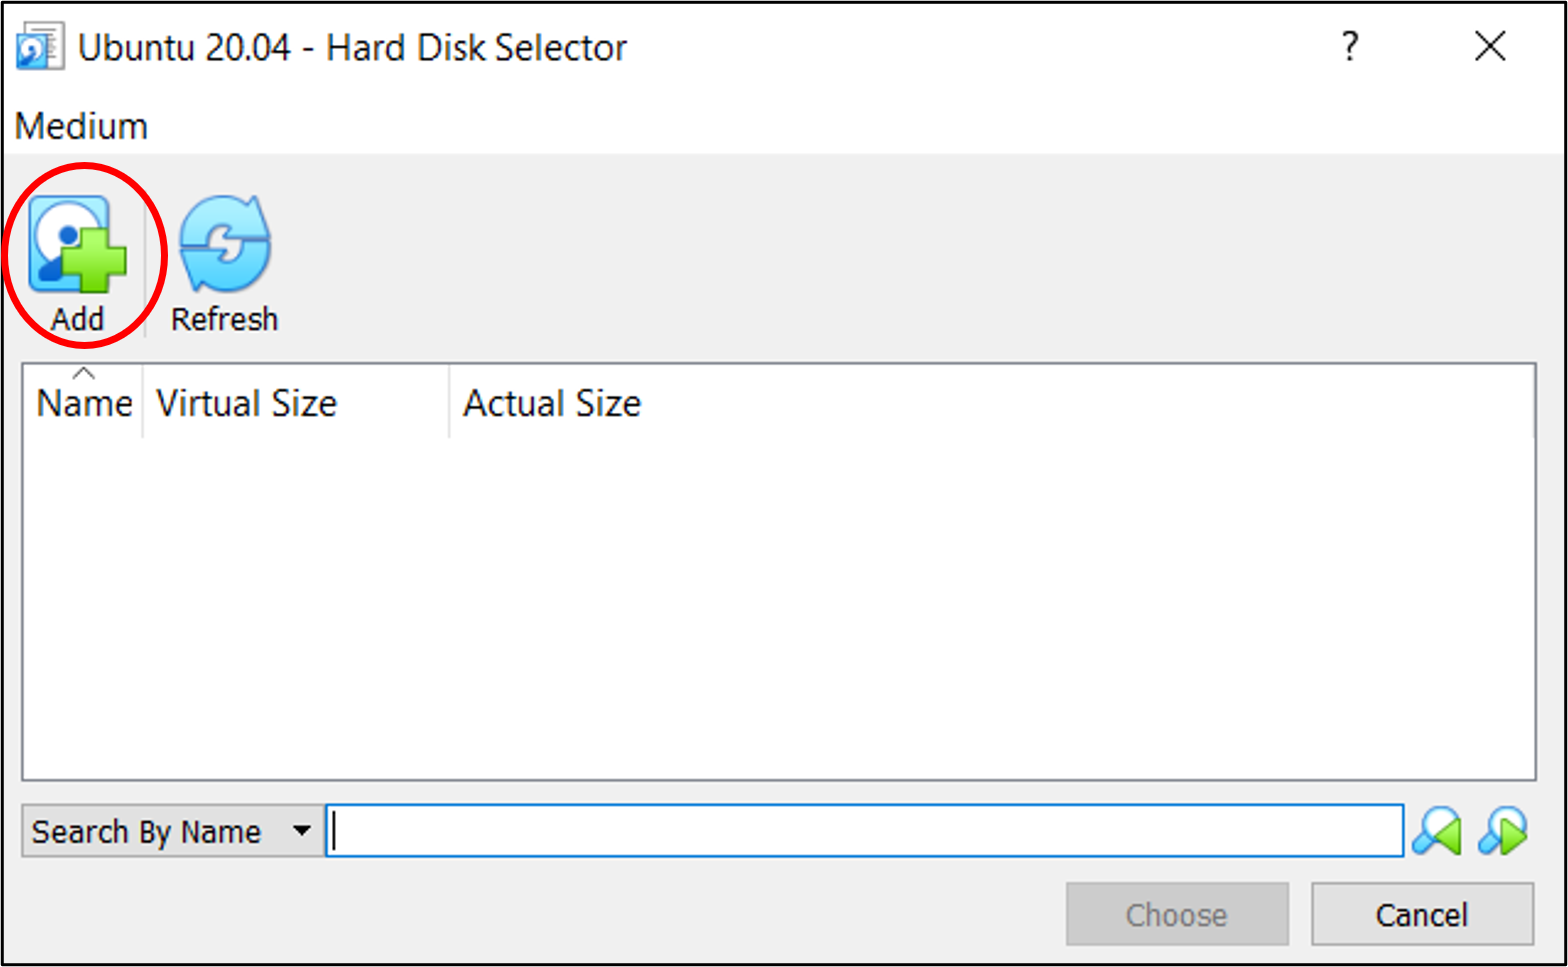 Ubuntu 20.04 - Hard Disk Selector ?
Medium
Add Refresh
Name Virtual Size Actual Size
Search By Name
Choose Cancel